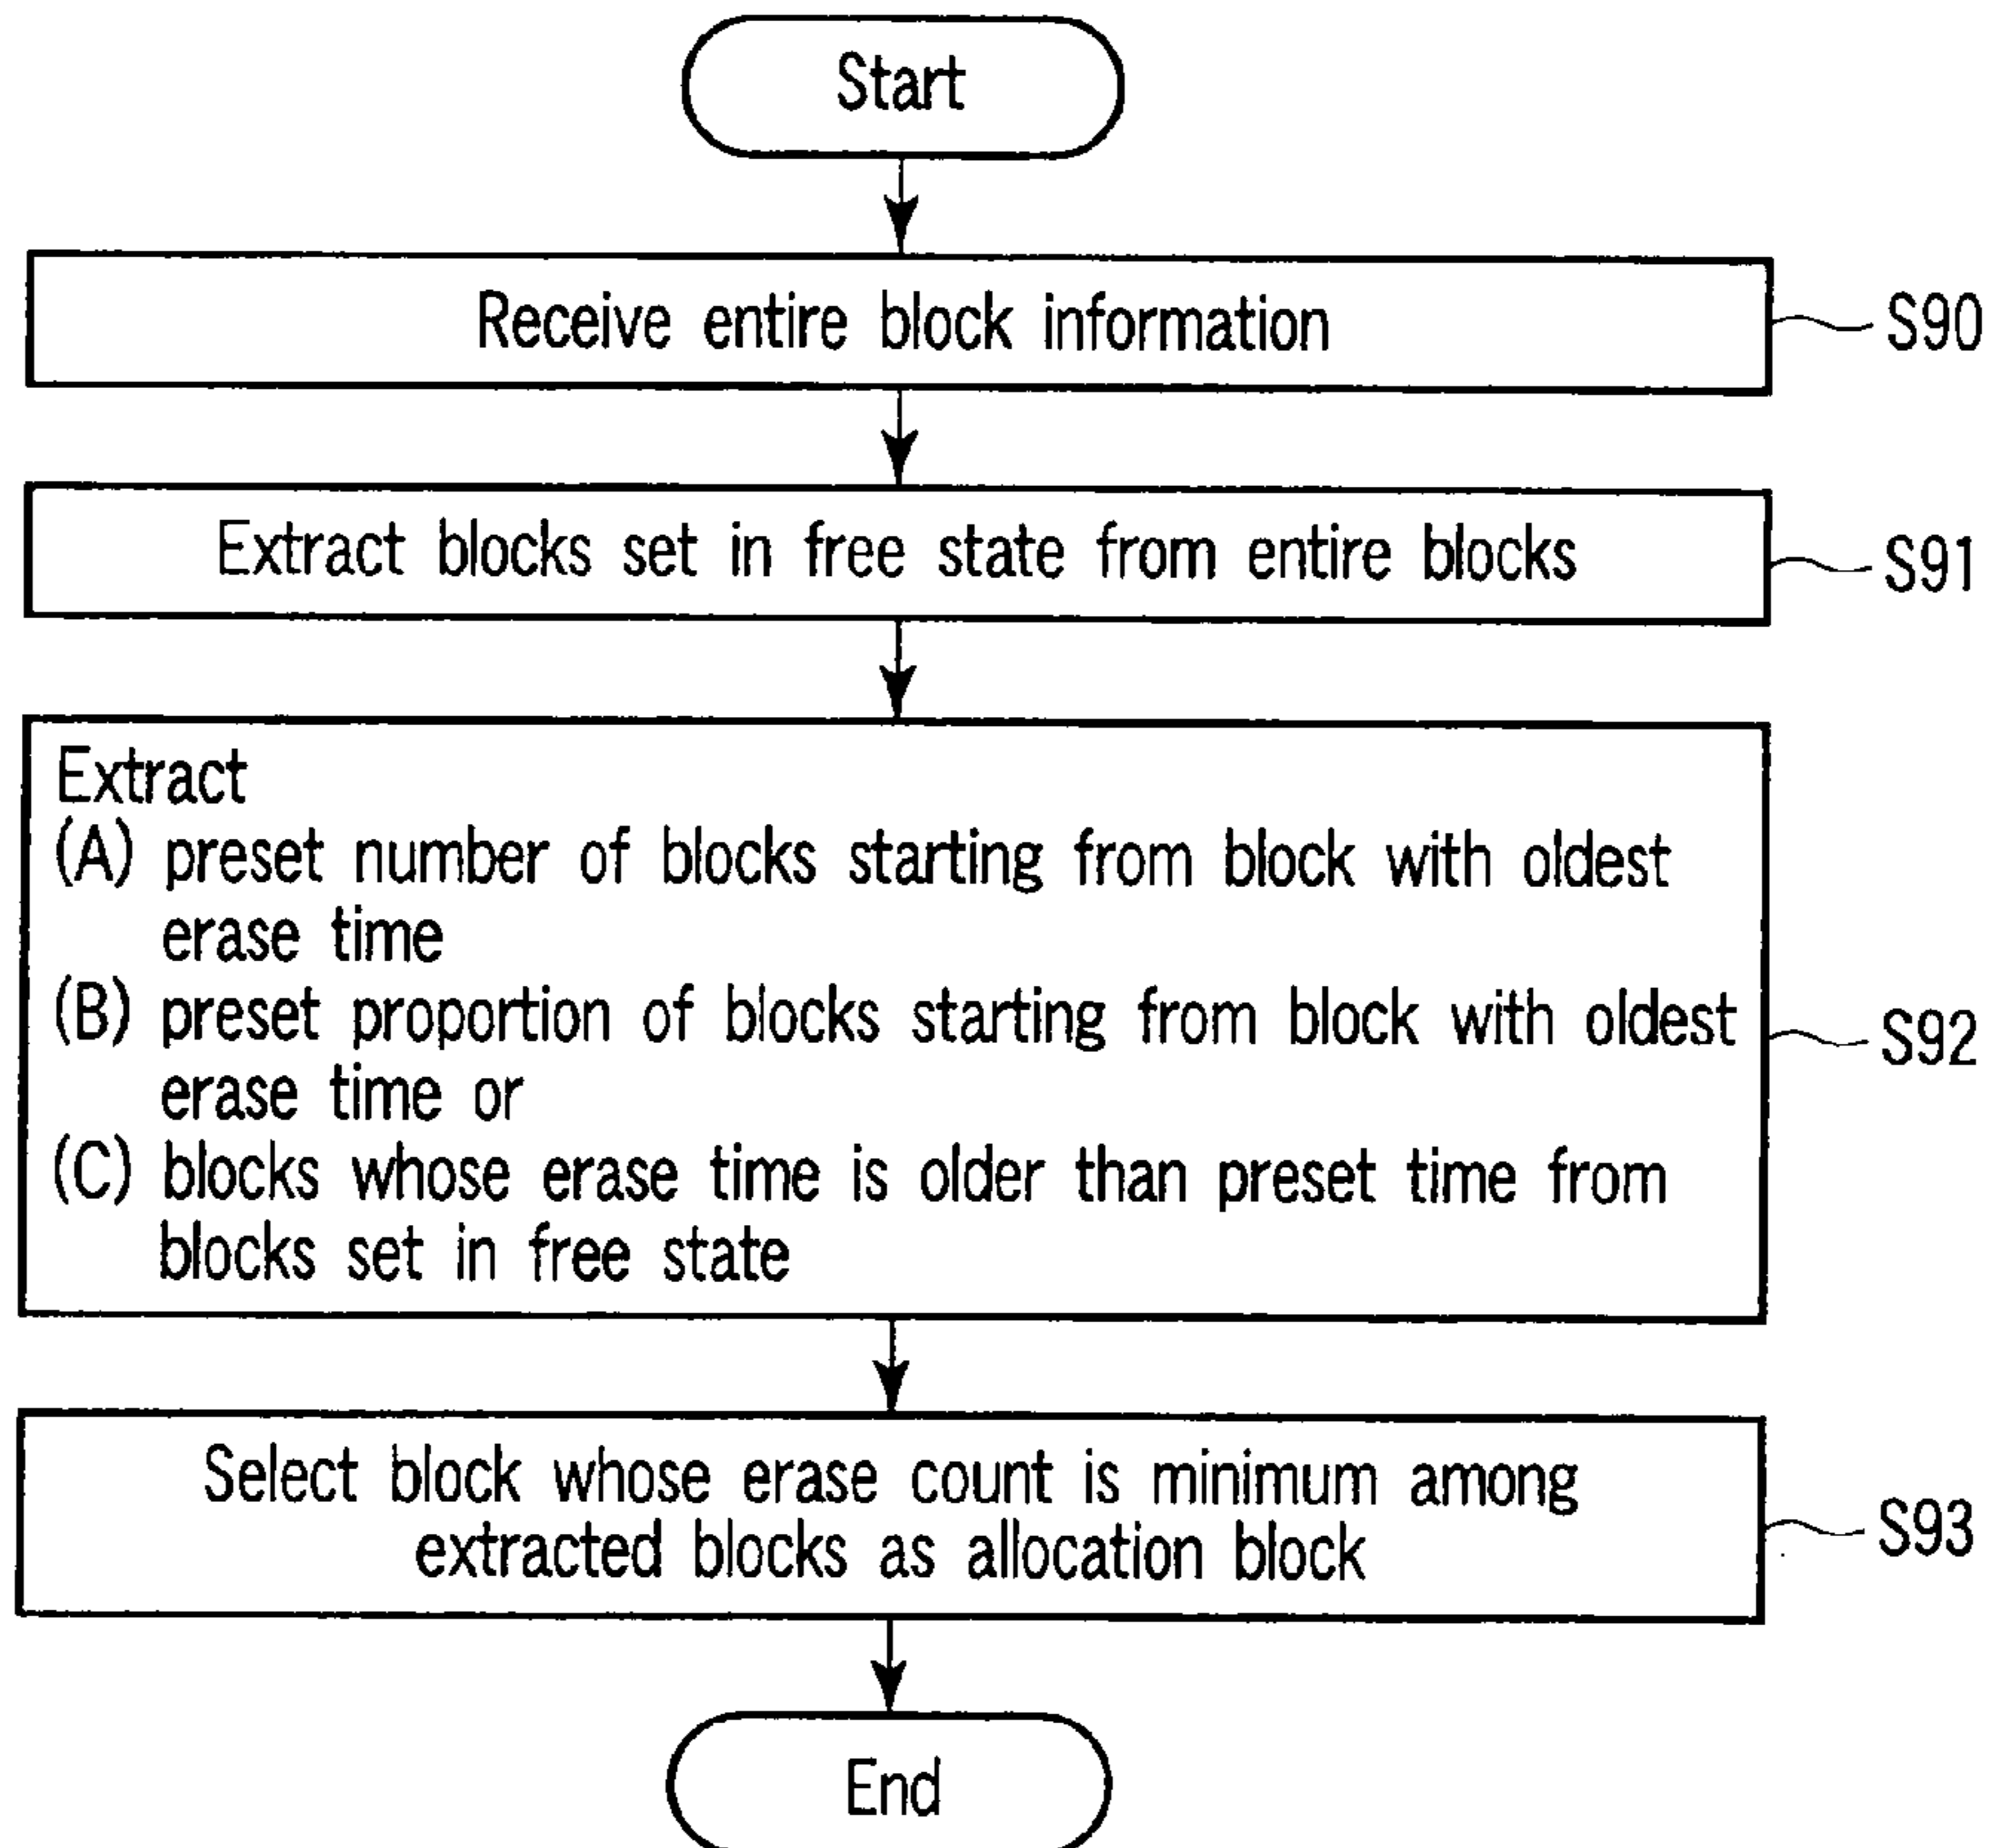 Start
Receive entire block information
S90
Extract blocks set in free state from entire blocks
S91
Extract
(A) preset number of blocks starting from block with oldest
erase time
(B) preset proportion of blocks starting from block with oldest
erase time or
(C) blocks whose erase time is older than preset time from
blocks set in free state
S92
Select block whose erase count is minimum among
extracted blocks as allocation block
S93
End